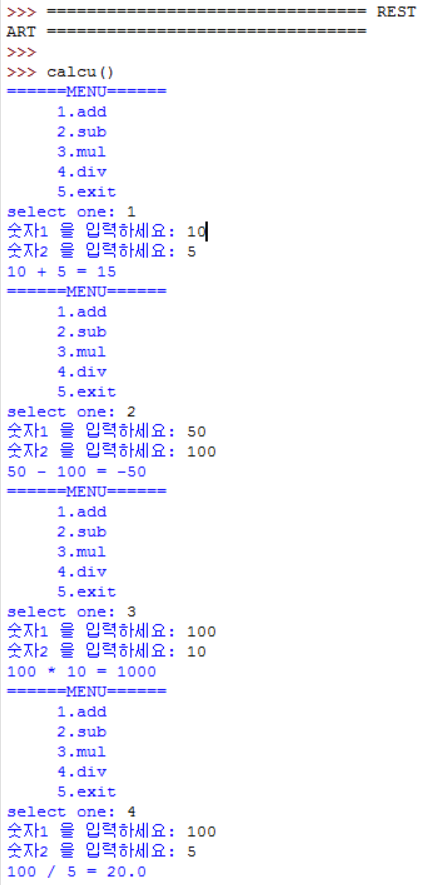 >>> ================================ REST
ART ================================
>>>
>>> calcu()
======MENU======
     1.add
     2.sub
     3.mul
     4.div
     5.exit
select one: 1
숫자1 을 입력하세요: 10
숫자2 을 입력하세요: 5
10 + 5 = 15
======MENU======
     1.add
     2.sub
     3.mul
     4.div
     5.exit
select one: 2
숫자1 을 입력하세요: 50
숫자2 을 입력하세요: 100
50 - 100 = -50
======MENU======
     1.add
     2.sub
     3.mul
     4.div
     5.exit
select one: 3
숫자1 을 입력하세요: 100
숫자2 을 입력하세요: 10
100 * 10 = 1000
======MENU======
     1.add
     2.sub
     3.mul
     4.div
     5.exit
select one: 4
숫자1 을 입력하세요: 100
숫자2 을 입력하세요: 5
100 / 5 = 20.0